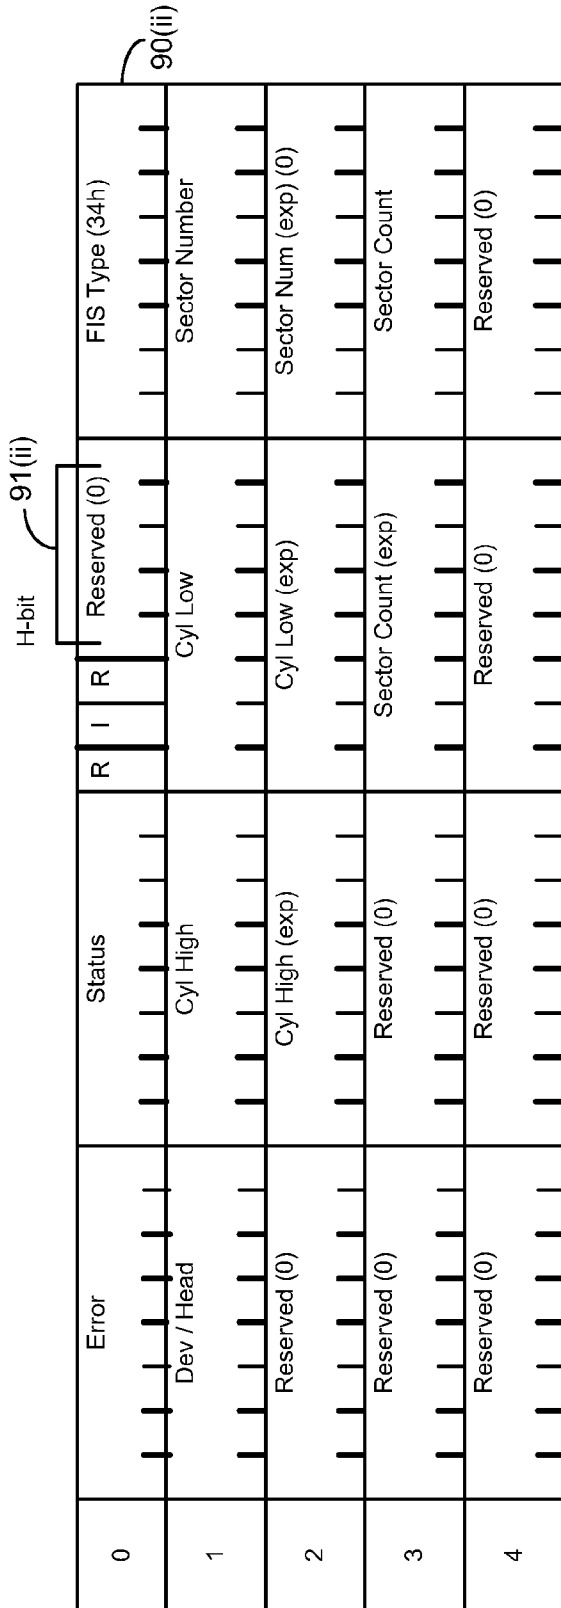 90(ii)
91(ii)
H-bit
0 Error Status R I R Reserved (0) FIS Type (34h)
1 Dev / Head Cyl High Cyl Low Sector Number
2 Reserved (0) Cyl High (exp) Cyl Low (exp) Sector Num (exp) (0)
3 Reserved (0) Reserved (0) Sector Count (exp) Sector Count
4 Reserved (0) Reserved (0) Reserved (0) Reserved (0)